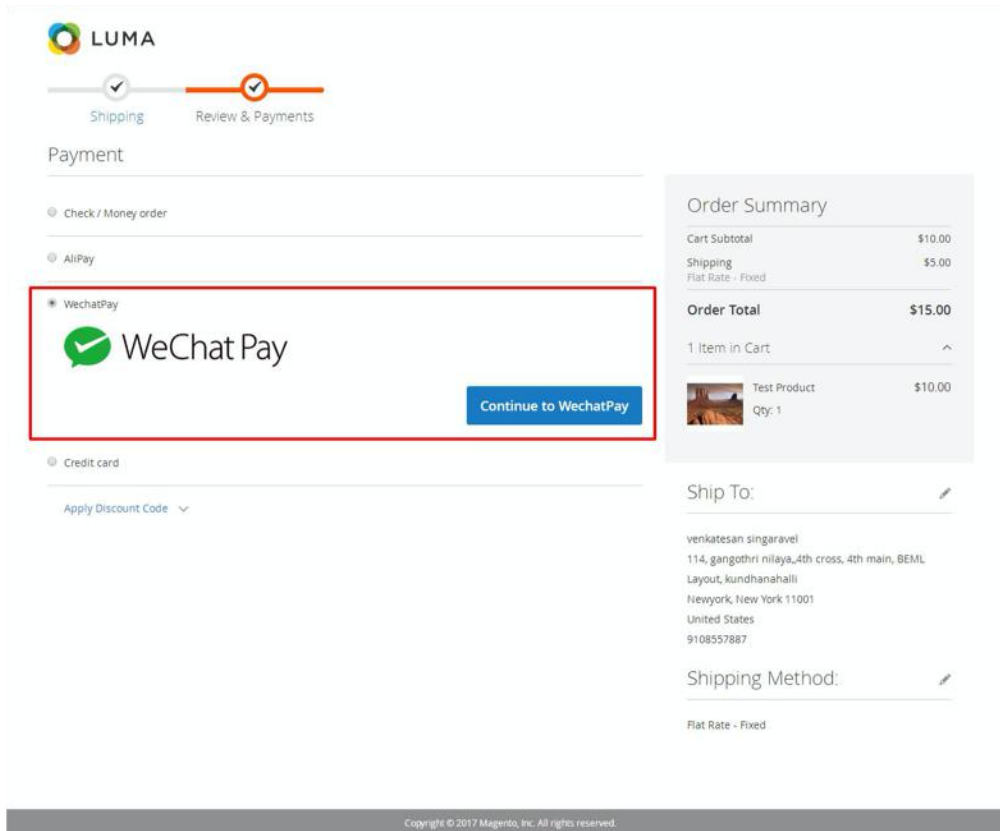 LUMA
Shipping
Review & Payments
Payment
Check / Money order
AliPay
WechatPay
WeChat Pay
Continue to WechatPay
Credit card
Apply Discount Code
Order Summary
Cart Subtotal $10.00
Shipping $5.00
Flat Rate - Fixed
Order Total $15.00
1 Item in Cart
Test Product $10.00
Qty: 1
Ship To:
venkatesan singaravel
114, gangothri nilaya,,4th cross, 4th main, BEML
Layout, kundhanahalli
Newyork, New York 11001
United States
9108557887
Shipping Method:
Flat Rate - Fixed
Copyright © 2017 Magento, Inc. All rights reserved.